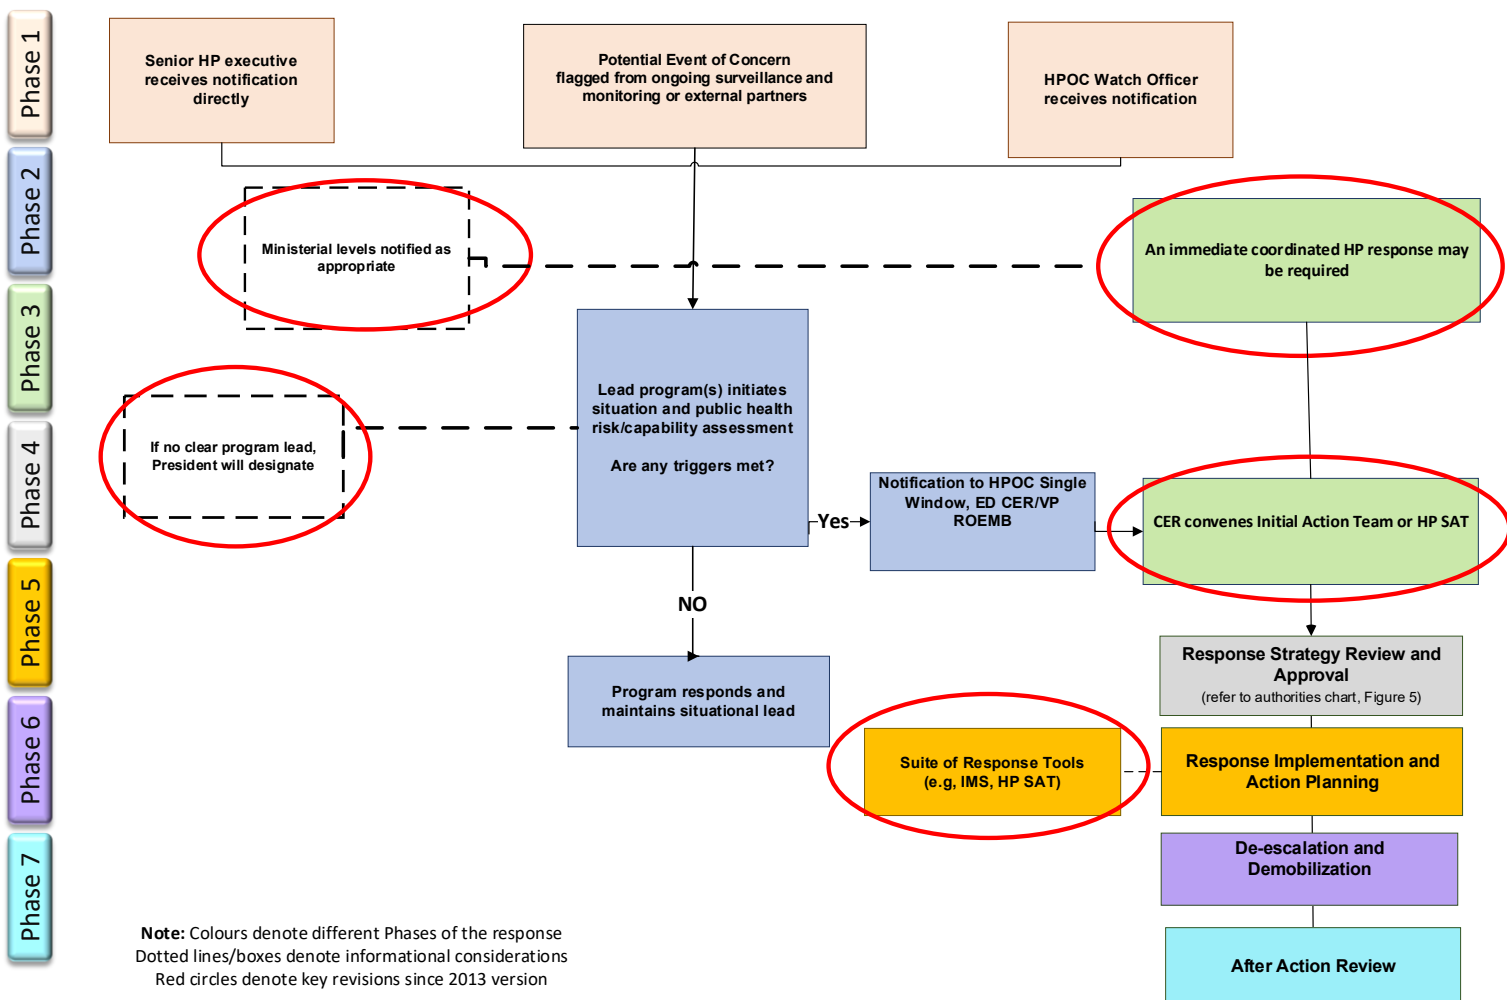 Phase 1
Phase 2
Phase 3
Phase 4
Phase 5
Phase 6
Phase 7
Senior HP executive
receives notification
directly
Potential Event of Concern
flagged from ongoing surveillance and
monitoring or external partners
HPOC Watch Officer
receives notification
Ministerial levels notified as
appropriate
An immediate coordinated HP response may
be required
Lead program(s) initiates
situation and public health
risk/capability assessment
Are any triggers met?
If no clear program lead,
President will designate
Yes
Notification to HPOC Single
Window, ED CER/VP
ROEMB
CER convenes Initial Action Team or HP SAT
NO
Program responds and
maintains situational lead
Response Strategy Review and
Approval
(refer to authorities chart, Figure 5)
Suite of Response Tools
(e.g, IMS, HP SAT)
Response Implementation and
Action Planning
De-escalation and
Demobilization
After Action Review
Note: Colours denote different Phases of the response
Dotted lines/boxes denote informational considerations
Red circles denote key revisions since 2013 version